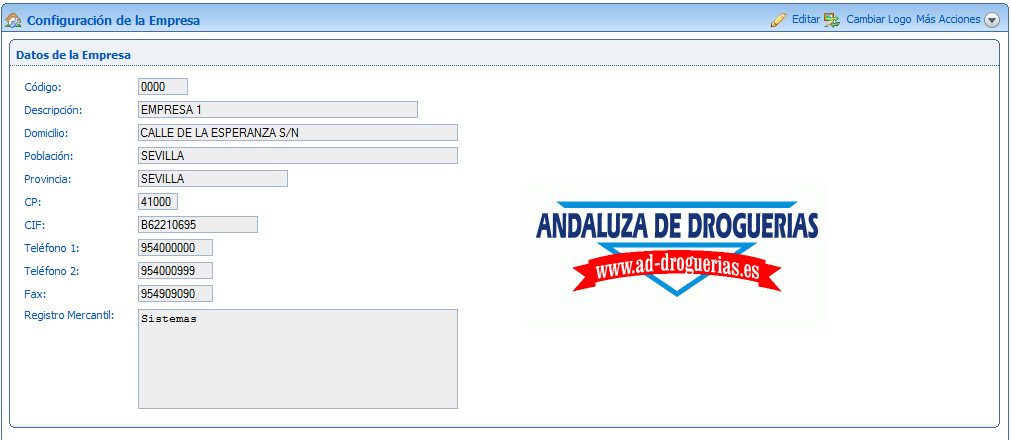 Configuración de la Empresa Editar Cambiar Logo Más Acciones
Datos de la Empresa
Código: 0000
Descripción: EMPRESA 1
Domicilio: CALLE DE LA ESPERANZA S/N
Población: SEVILLA
Provincia: SEVILLA
CP: 41000
CIF: B62210695
Teléfono 1: 954000000
Teléfono 2: 954000999
Fax: 954909090
Registro Mercantil: Sistemas
ANDALUZA DE DROGUERIAS
www.ad-droguerias.es